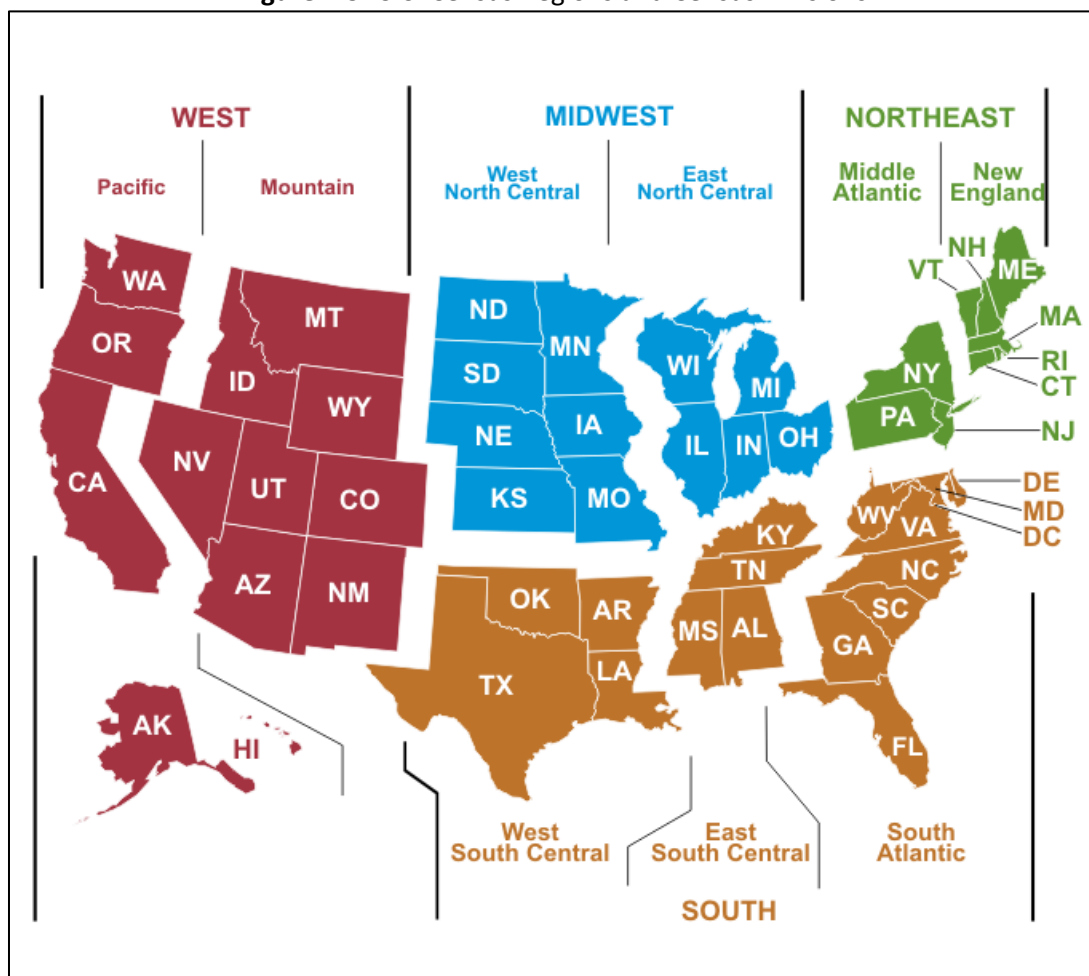 WEST
MIDWEST
NORTHEAST
Pacific
Mountain
West
North Central
East
North Central
Middle
Atlantic
New
England
WA
OR
CA
NV
ID
MT
WY
UT
CO
AZ
NM
AK
HI
ND
SD
NE
KS
MN
IA
MO
WI
MI
IL
IN
OH
VT
NH
ME
MA
RI
CT
NY
PA
NJ
DE
MD
DC
WV
VA
KY
TN
NC
SC
OK
AR
MS
AL
GA
TX
LA
FL
West
South Central
East
South Central
South
Atlantic
SOUTH